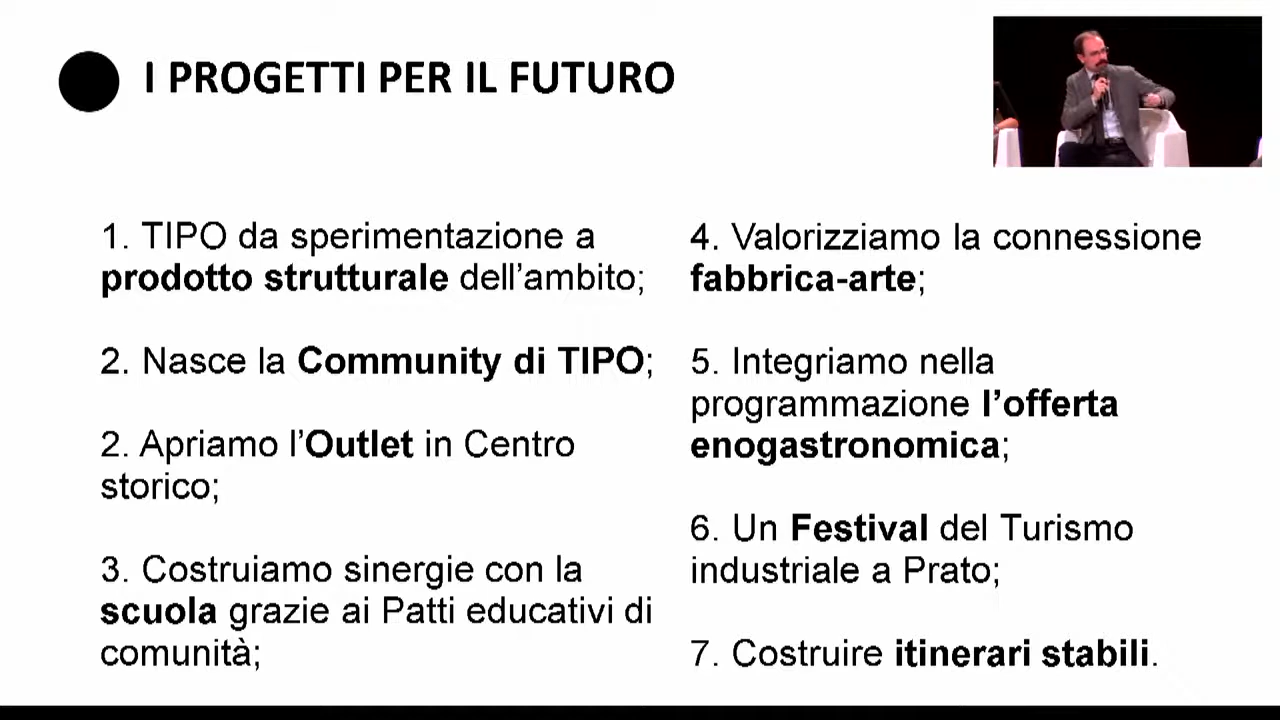 I PROGETTI PER IL FUTURO
1. TIPO da sperimentazione a
prodotto strutturale dell’ambito;
2. Nasce la Community di TIPO;
2. Apriamo l’Outlet in Centro
storico;
3. Costruiamo sinergie con la
scuola grazie ai Patti educativi di
comunità;
4. Valorizziamo la connessione
fabbrica-arte;
5. Integriamo nella
programmazione l’offerta
enogastronomica;
6. Un Festival del Turismo
industriale a Prato;
7. Costruire itinerari stabili.